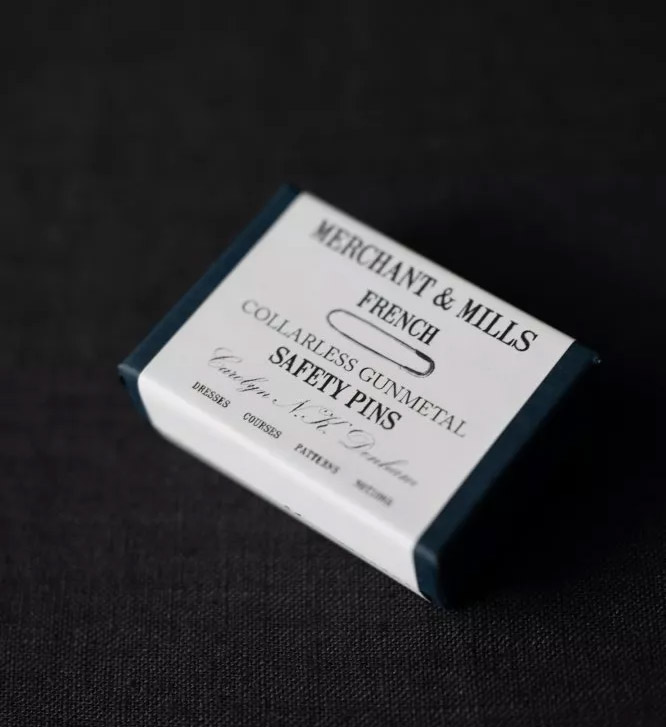 MERCHANT & MILLS
FRENCH
COLLARLESS GUNMETAL
SAFETY PINS
Carolyn N.K. Denham
DRESSES COURSES PATTERNS NOTIONS